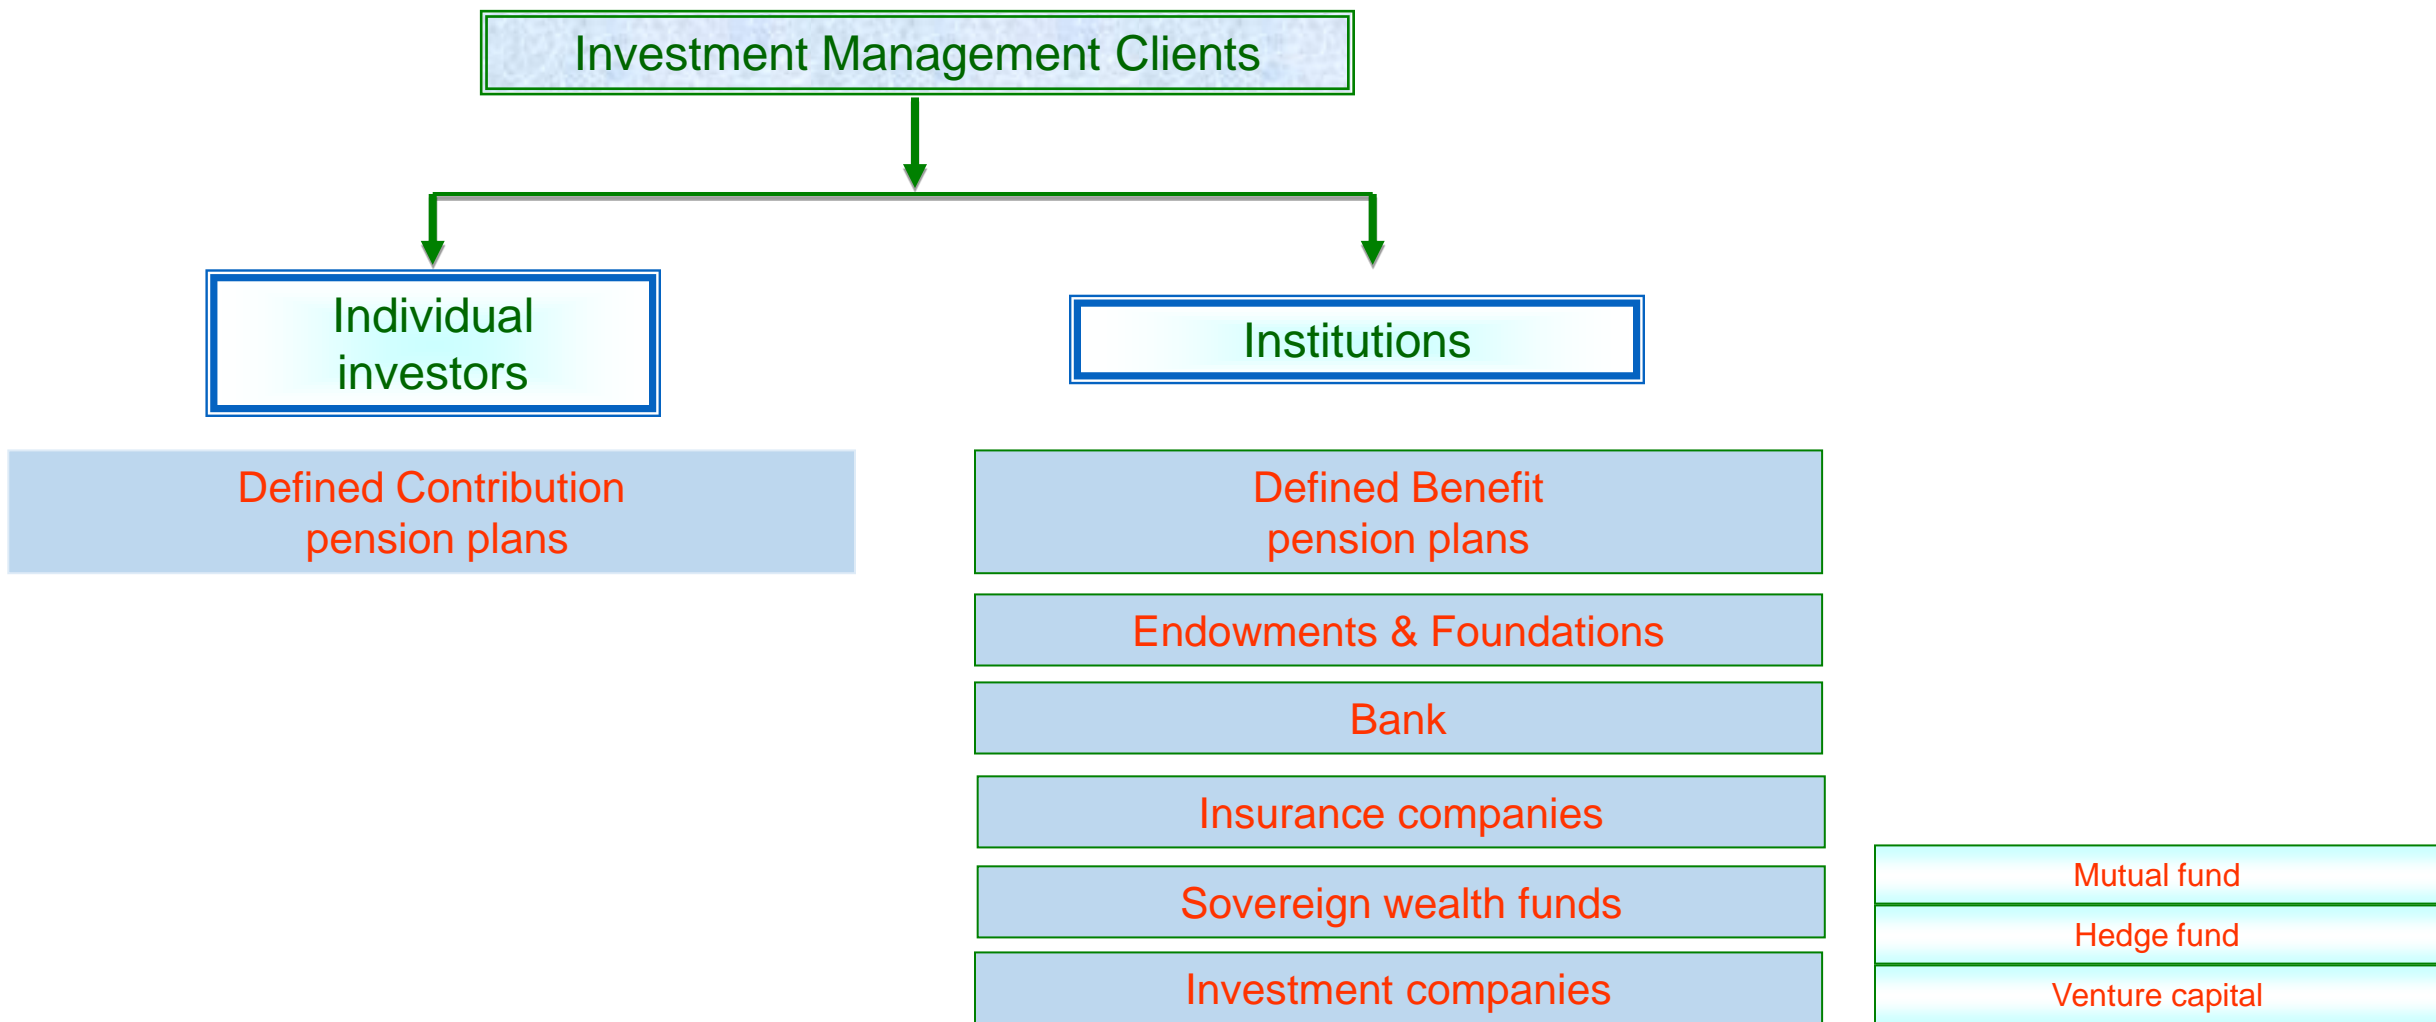 Investment Management Clients
Individual
investors
Institutions
Defined Contribution
pension plans
Defined Benefit
pension plans
Endowments & Foundations
Bank
Insurance companies
Sovereign wealth funds
Investment companies
Mutual fund
Hedge fund
Venture capital